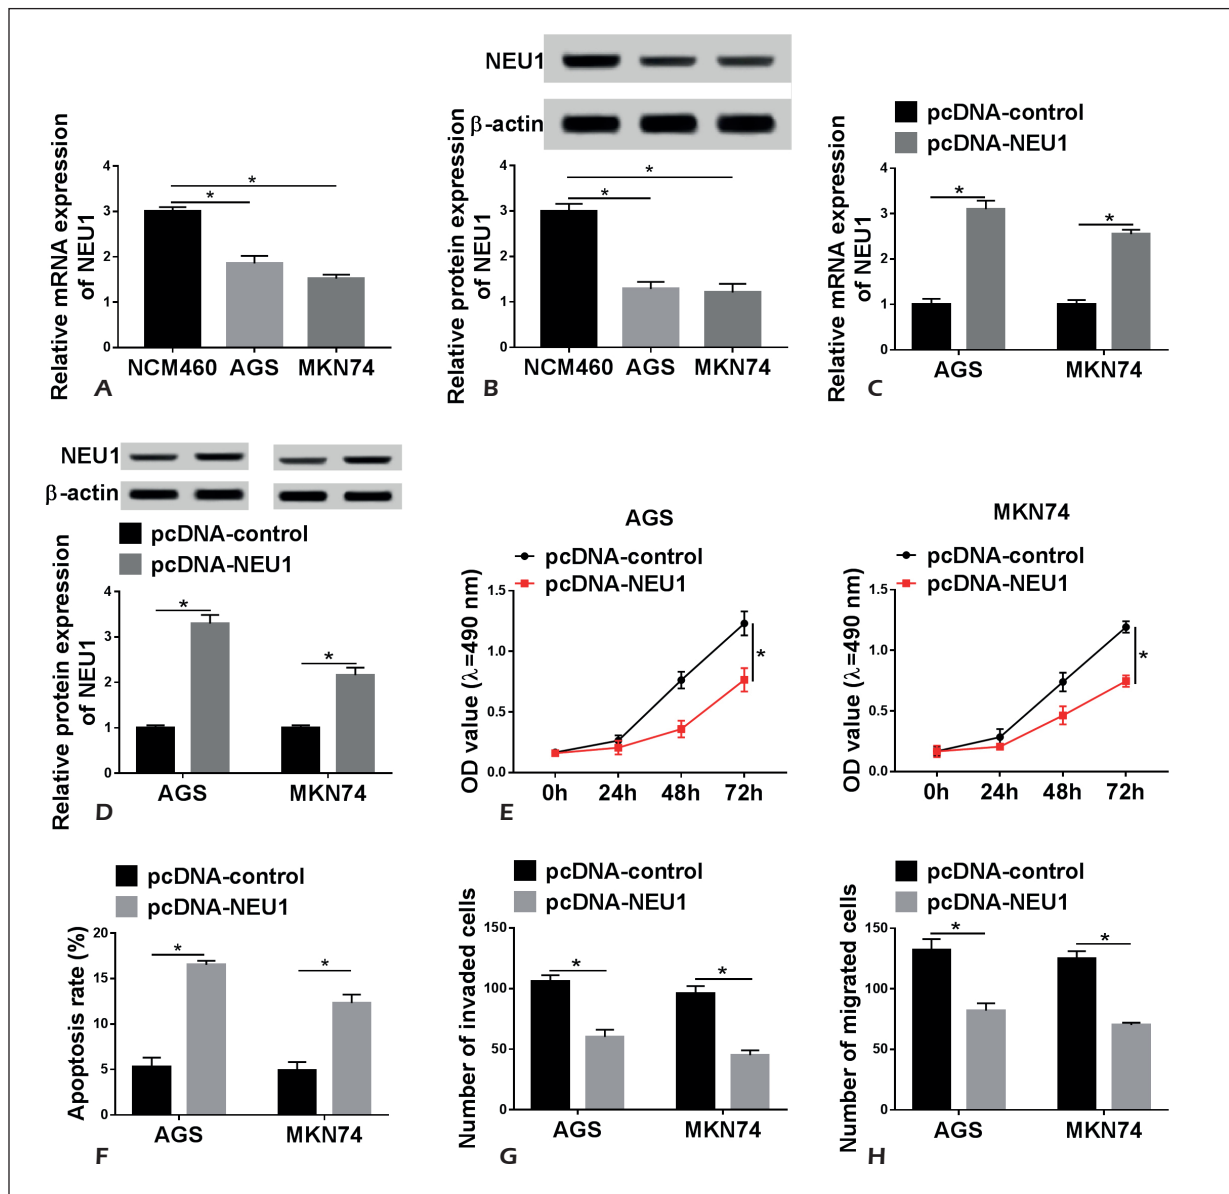 Relative mRNA expression
of NEU1
4
3
2
1
0
*
*
NCM460 AGS MKN74
A
NEU1
β-actin
Relative protein expression
of NEU1
4
3
2
1
0
*
*
NCM460 AGS MKN74
B
pcDNA-control
pcDNA-NEU1
Relative mRNA expression
of NEU1
4
3
2
1
0
*
*
AGS MKN74
C
NEU1
β-actin
pcDNA-control
pcDNA-NEU1
Relative protein expression
of NEU1
4
3
2
1
0
*
*
AGS MKN74
D
AGS
pcDNA-control
pcDNA-NEU1
OD value (λ=490 nm)
1.5
1.0
0.5
0.0
*
0h 24h 48h 72h
E
MKN74
pcDNA-control
pcDNA-NEU1
OD value (λ=490 nm)
1.5
1.0
0.5
0.0
*
0h 24h 48h 72h
pcDNA-control
pcDNA-NEU1
Apoptosis rate (%)
20
15
10
5
0
*
*
AGS MKN74
F
pcDNA-control
pcDNA-NEU1
Number of invaded cells
150
100
50
0
*
*
AGS MKN74
G
pcDNA-control
pcDNA-NEU1
Number of migrated cells
150
100
50
0
*
*
AGS MKN74
H